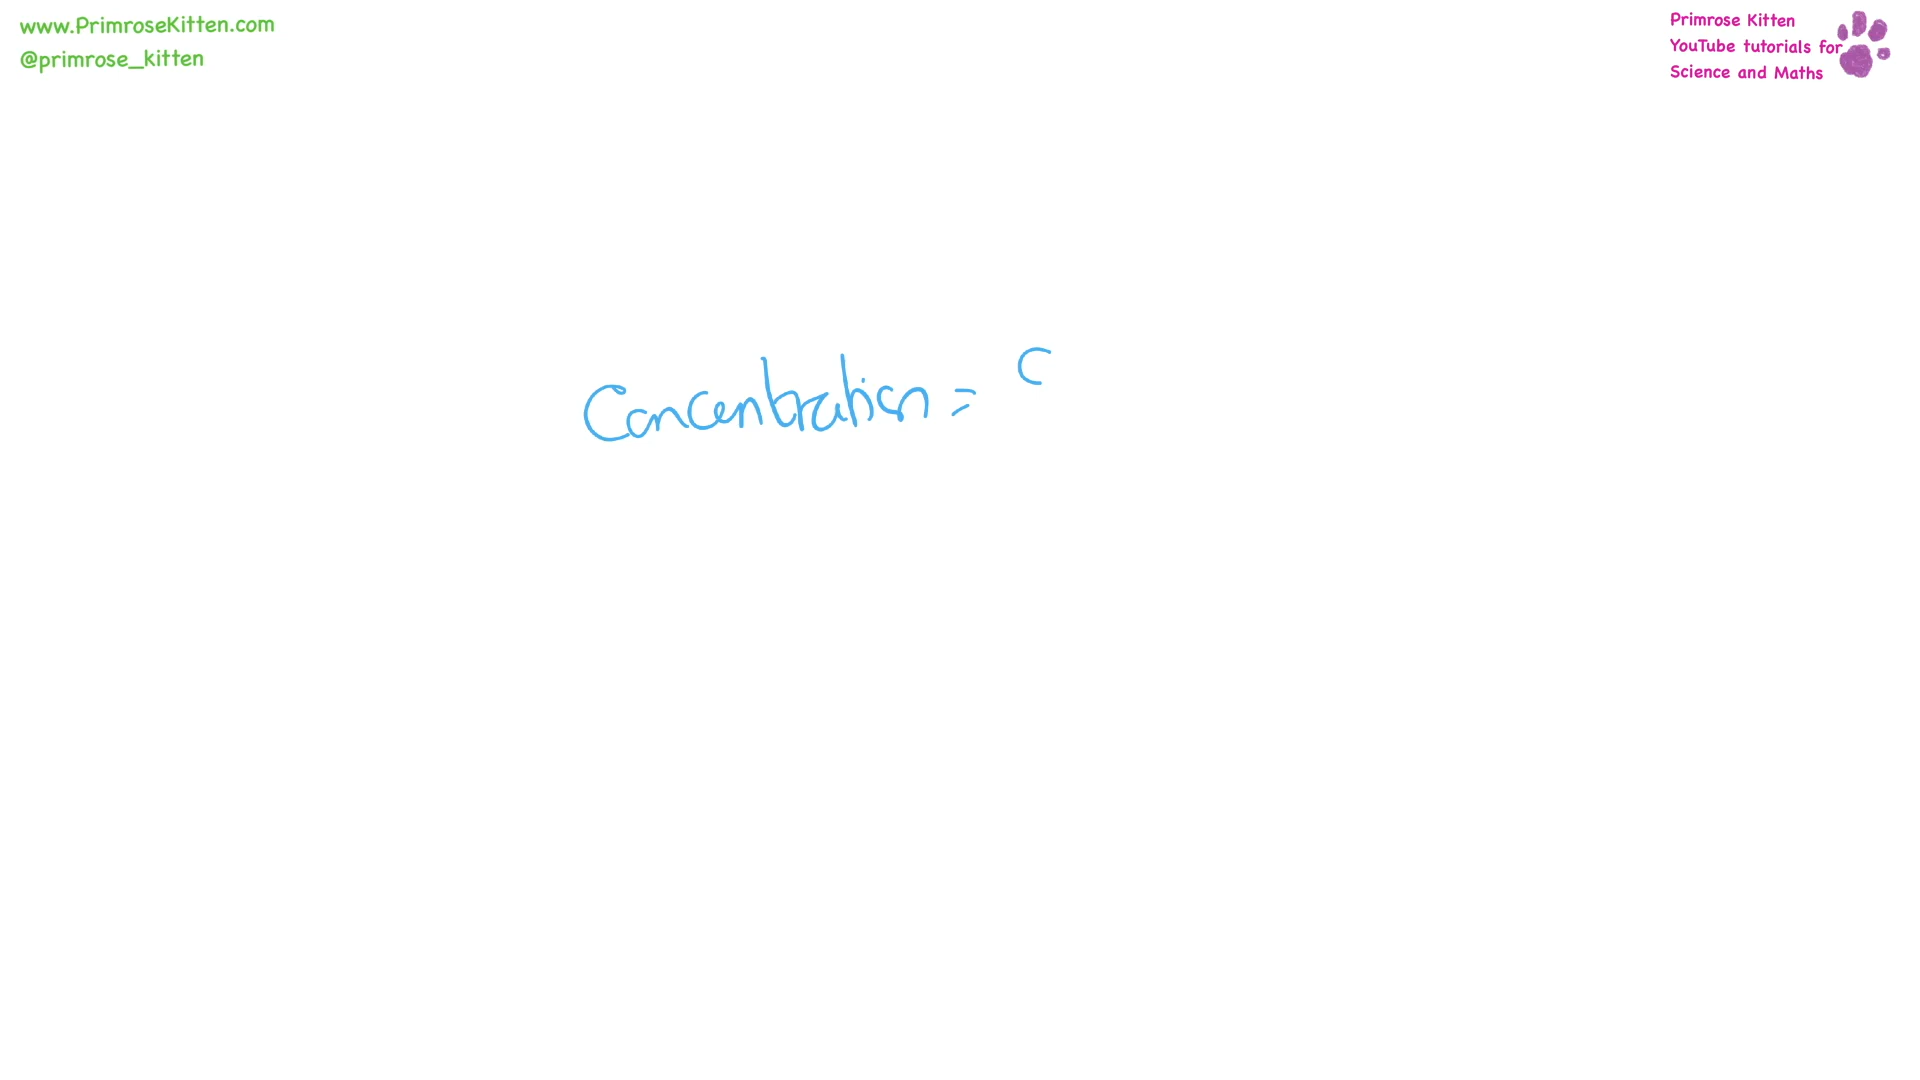 www.PrimroseKitten.com
@primrose_kitten
Primrose Kitten
YouTube tutorials for
Science and Maths
Concentration = C